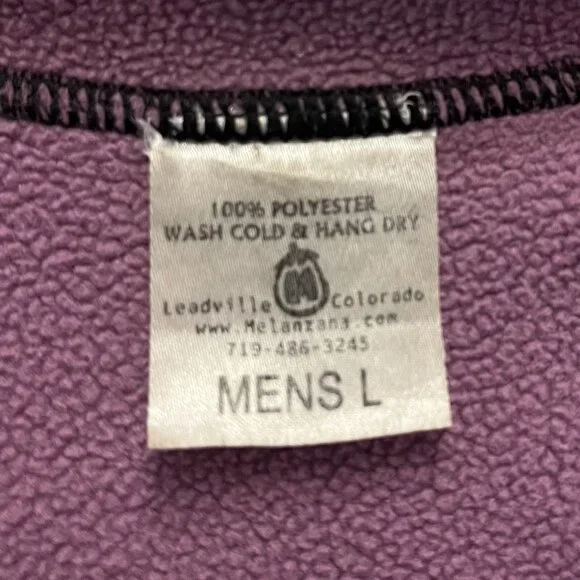 100% POLYESTER
WASH COLD & HANG DRY
M
Leadville Colorado
www.Melanzana.com
719-486-3245
MENS L